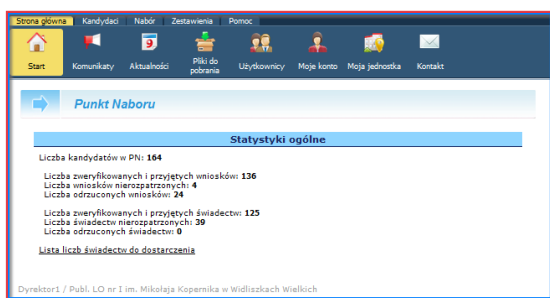 Strona główna Kandydaci Nabór Zestawienia Pomoc
9
Start Komunikaty Aktualności Pliki do pobrania Użytkownicy Moje konto Moja jednostka Kontakt
Punkt Naboru
Statystyki ogólne
Liczba kandydatów w PN: 164
Liczba zweryfikowanych i przyjętych wniosków: 136
Liczba wniosków nierozpatrzonych: 4
Liczba odrzuconych wniosków: 24
Liczba zweryfikowanych i przyjętych świadectw: 125
Liczba świadectw nierozpatrzonych: 39
Liczba odrzuconych świadectw: 0
Lista liczb świadectw do dostarczenia
Dyrektor1 / Publ. LO nr I im. Mikołaja Kopernika w Widliszkach Wielkich